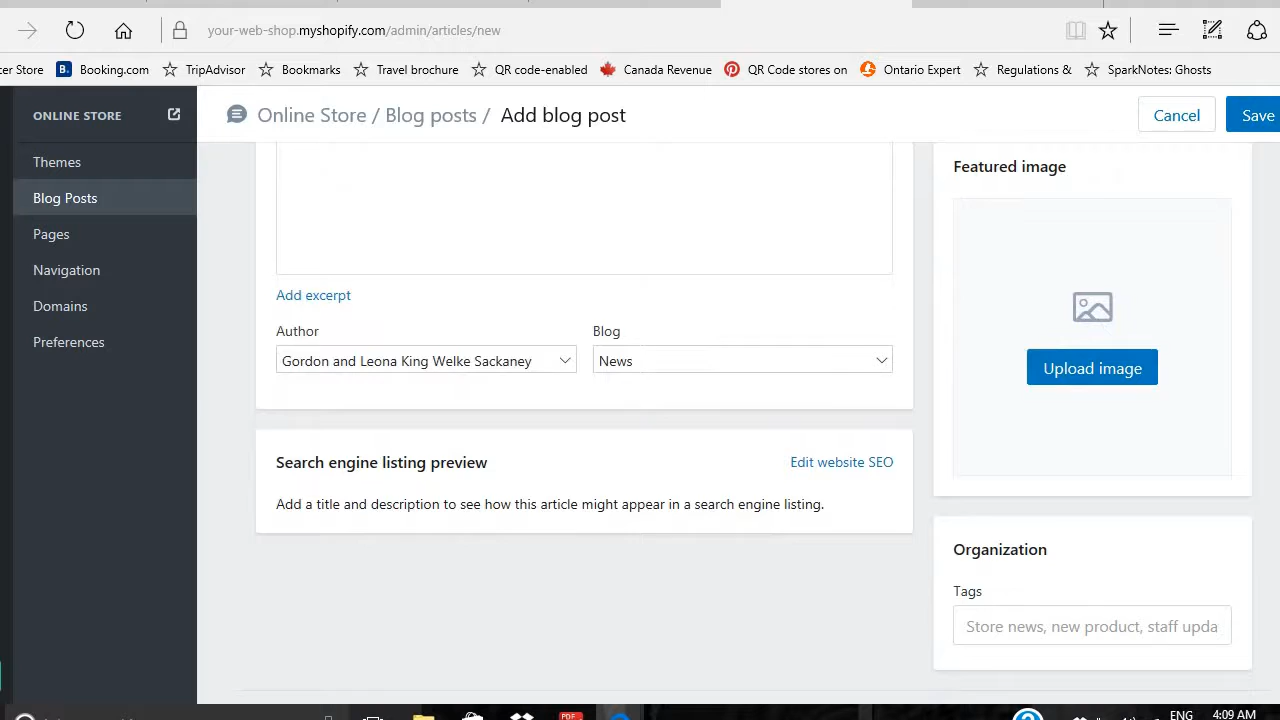 your-web-shop.myshopify.com/admin/articles/new
cer Store
B. Booking.com
TripAdvisor
Bookmarks
Travel brochure
QR code-enabled
Canada Revenue
QR Code stores on
Ontario Expert
Regulations &
SparkNotes Ghosts
ONLINE STORE
Online Store / Blog posts / Add blog post
Cancel
Save
Themes
Blog Posts
Pages
Navigation
Domains
Preferences
Add excerpt
Author
Blog
Gordon and Leona King Welke Sackaney
News
Search engine listing preview
Edit website SEO
Add a title and description to see how this article might appear in a search engine listing.
Featured image
Upload image
Organization
Tags
Store news, new product, staff upda
PDF
ENG
4:09 AM